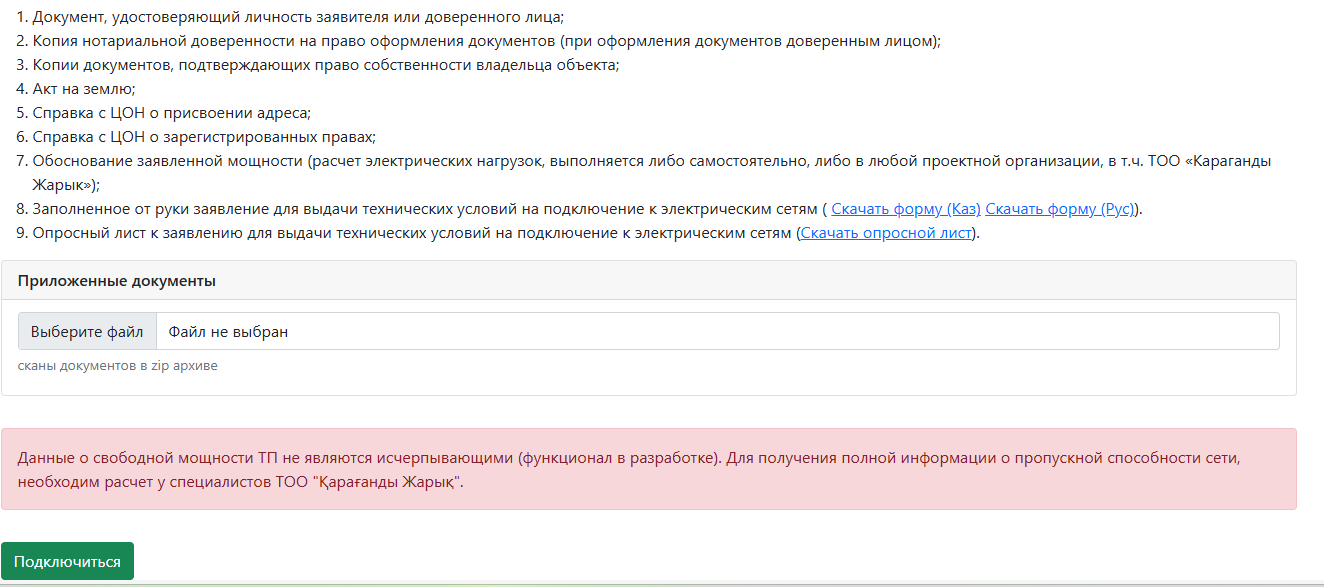 1. Документ, удостоверяющий личность заявителя или доверенного лица;
2. Копия нотариальной доверенности на право оформления документов (при оформления документов доверенным лицом);
3. Копии документов, подтверждающих право собственности владельца объекта;
4. Акт на землю;
5. Справка с ЦОН о присвоении адреса;
6. Справка с ЦОН о зарегистрированных правах;
7. Обоснование заявленной мощности (расчет электрических нагрузок, выполняется либо самостоятельно, либо в любой проектной организации, в т.ч. ТОО «Караганды
Жарык»);
8. Заполненное от руки заявление для выдачи технических условий на подключение к электрическим сетям ( Скачать форму (Каз) Скачать форму (Рус)).
9. Опросный лист к заявлению для выдачи технических условий на подключение к электрическим сетям (Скачать опросной лист).
Приложенные документы
Выберите файл Файл не выбран
сканы документов в zip архиве
Данные о свободной мощности ТП не являются исчерпывающими (функционал в разработке). Для получения полной информации о пропускной способности сети,
необходим расчет у специалистов ТОО "Қарағанды Жарық".
Подключиться